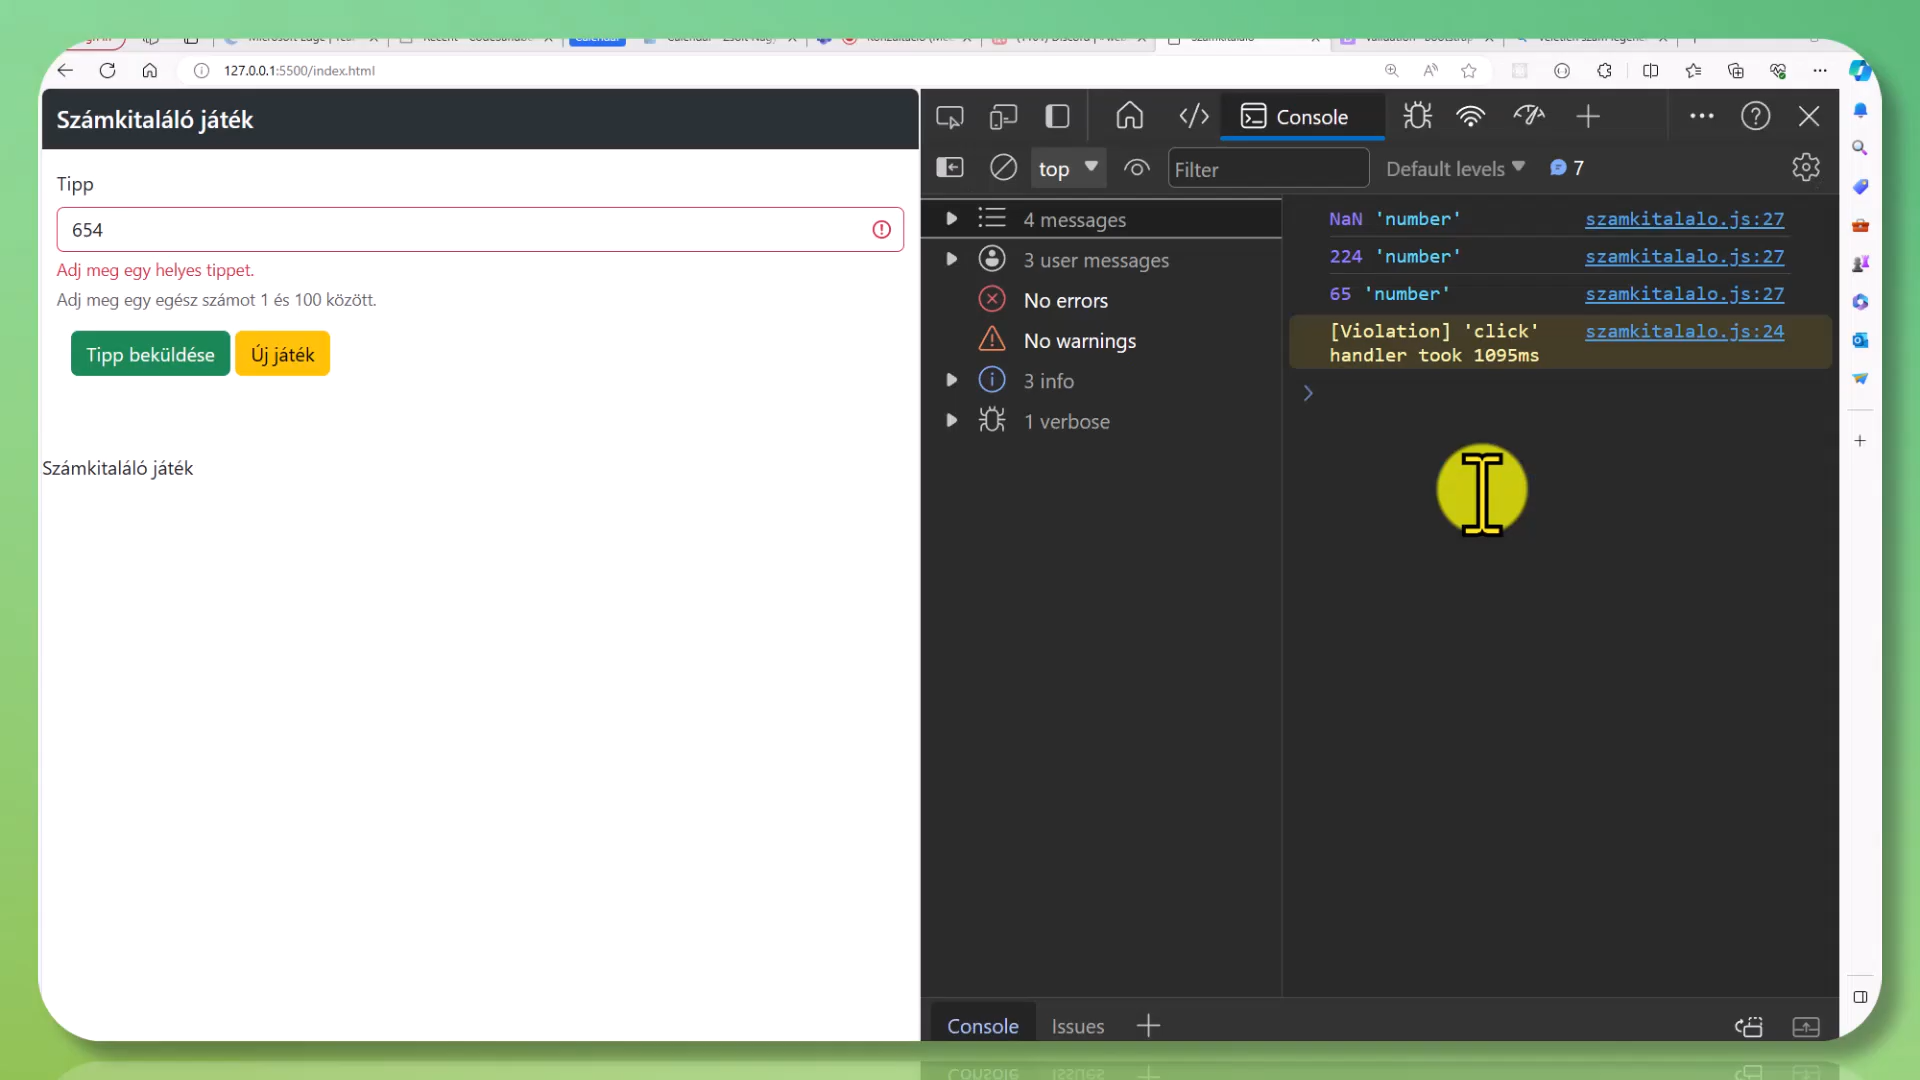 127.0.0.1:5500/index.html
Számkitaláló játék
Tipp
654
Adj meg egy helyes tippet.
Adj meg egy egész számot 1 és 100 között.
Tipp beküldése
Új játék
Számkitaláló játék
Console
top
Filter
Default levels
7
4 messages
3 user messages
No errors
No warnings
3 info
1 verbose
NaN 'number' szamkitalalo.js:27
224 'number' szamkitalalo.js:27
65 'number' szamkitalalo.js:27
[Violation] 'click' szamkitalalo.js:24
handler took 1095ms
Console
Issues